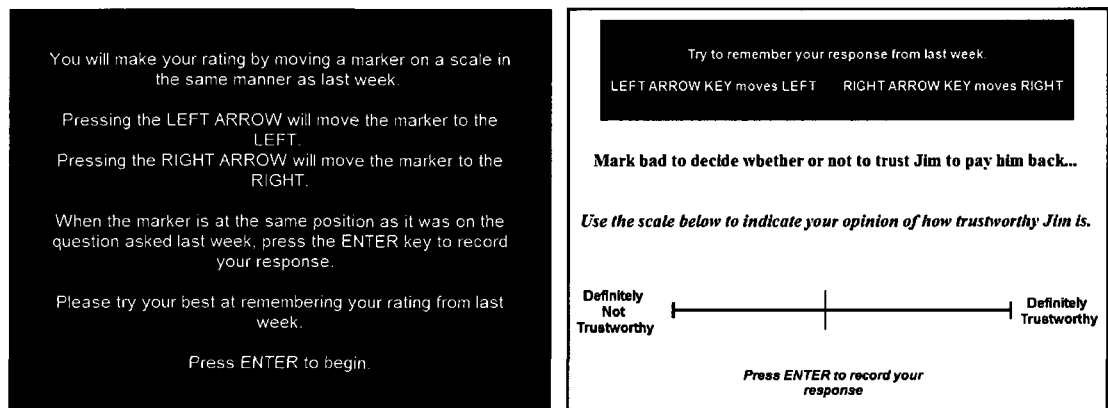 You will make your rating by moving a marker on a scale in
the same manner as last week.
Pressing the LEFT ARROW will move the marker to the
LEFT.
Pressing the RIGHT ARROW will move the marker to the
RIGHT.
When the marker is at the same position as it was on the
question asked last week, press the ENTER key to record
your response.
Please try your best at remembering your rating from last
week.
Press ENTER to begin.
Try to remember your response from last week.
LEFT ARROW KEY moves LEFT RIGHT ARROW KEY moves RIGHT
Mark bad to decide whether or not to trust Jim to pay him back...
Use the scale below to indicate your opinion of how trustworthy Jim is.
Definitely
Not
Trustworthy
Definitely
Trustworthy
Press ENTER to record your
response